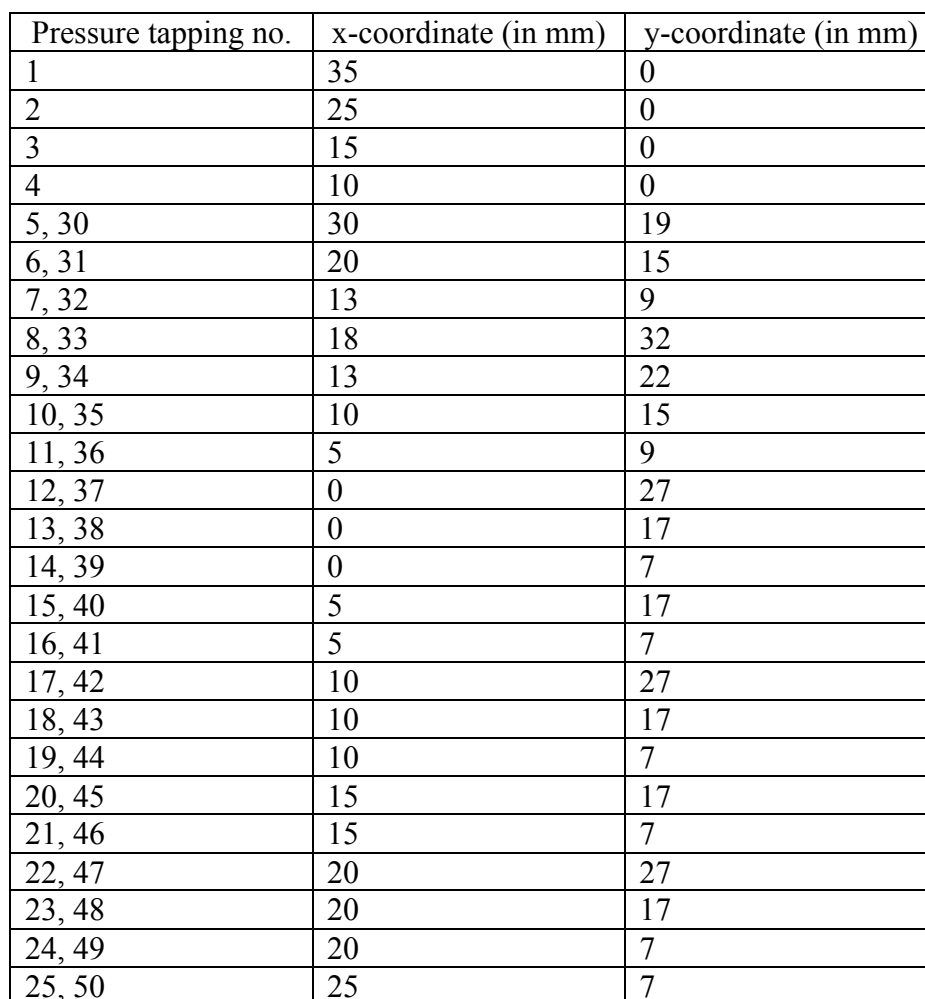 Pressure tapping no. x-coordinate (in mm) y-coordinate (in mm)
1 35 0
2 25 0
3 15 0
4 10 0
5, 30 30 19
6, 31 20 15
7, 32 13 9
8, 33 18 32
9, 34 13 22
10, 35 10 15
11, 36 5 9
12, 37 0 27
13, 38 0 17
14, 39 0 7
15, 40 5 17
16, 41 5 7
17, 42 10 27
18, 43 10 17
19, 44 10 7
20, 45 15 17
21, 46 15 7
22, 47 20 27
23, 48 20 17
24, 49 20 7
25, 50 25 7